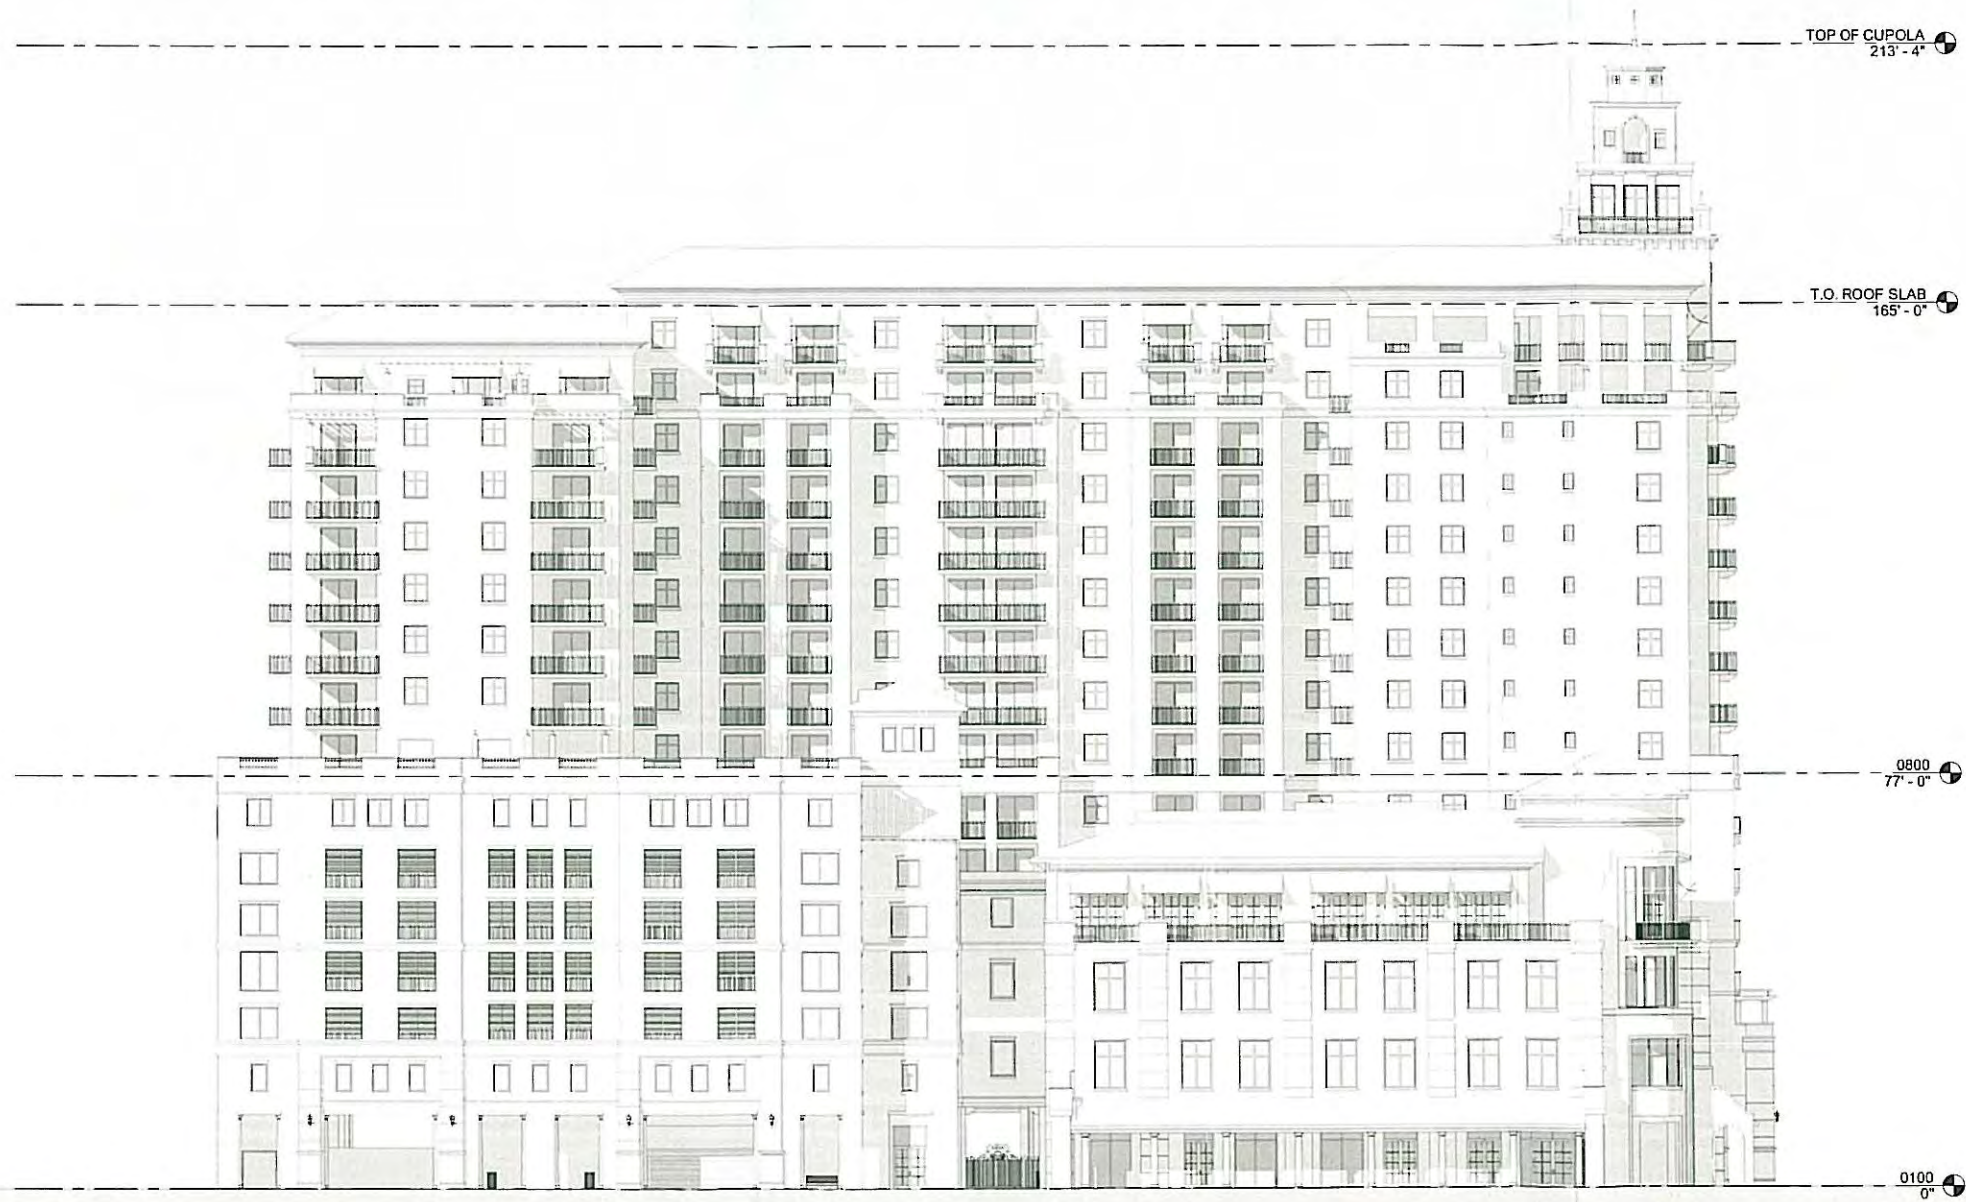 TOP OF CUPOLA
213' - 4"
T.O. ROOF SLAB
165' - 0"
0800
77' - 0"
0100
0"